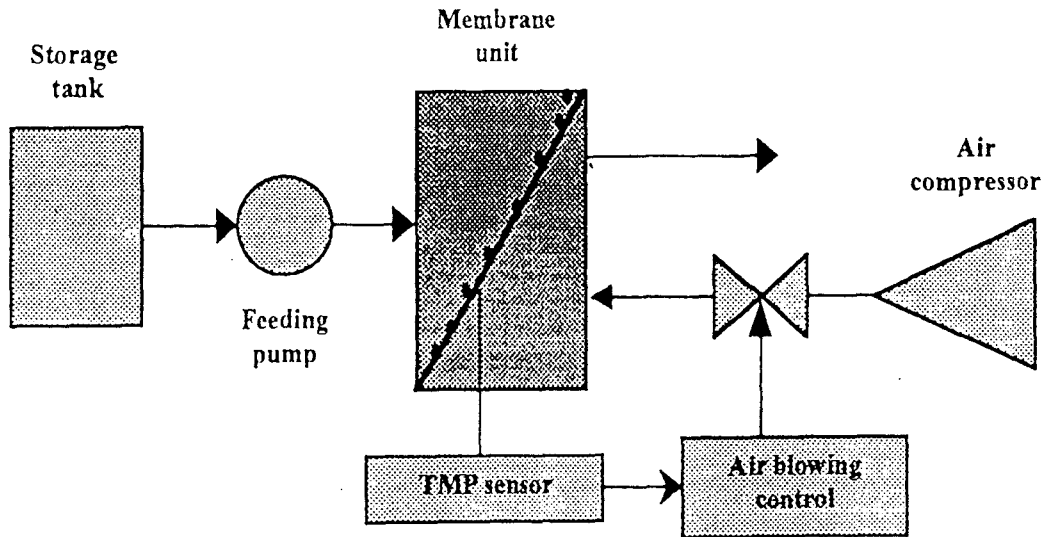 Membrane
unit
Storage
tank
Air
compressor
Feeding
pump
TMP sensor
Air blowing
control